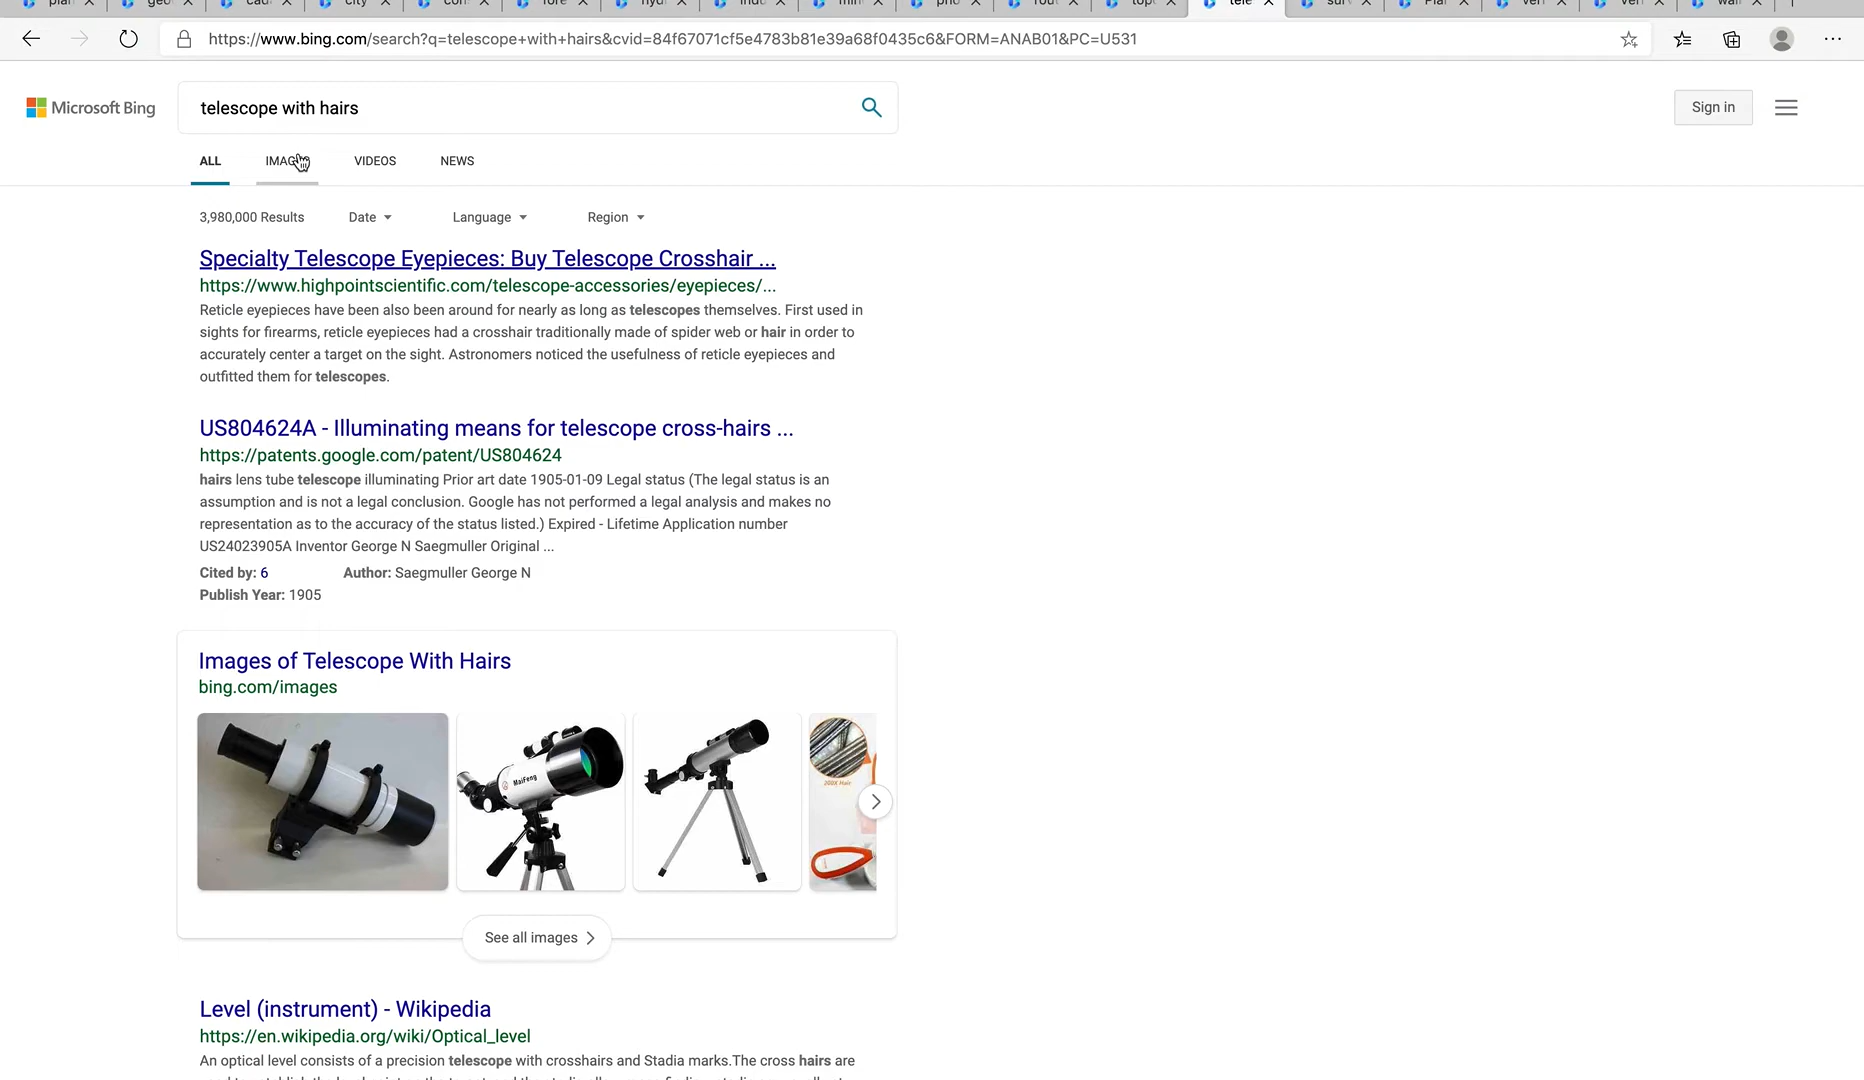 https://www.bing.com/search?q=telescope+with+hairs&cvid=84f67071cf5e4783b81e39a68f0435c6&FORM=ANAB01&PC=U531
Microsoft Bing
telescope with hairs
Sign in
ALL
VIDEOS
NEWS
3,980,000 Results
Date
Language
Region
Specialty Telescope Eyepieces: Buy Telescope Crosshair ...
https://www.highpointscientific.com/telescope-accessories/eyepieces/...
Reticle eyepieces have been also been around for nearly as long as telescopes themselves. First used in
sights for firearms, reticle eyepieces had a crosshair traditionally made of spider web or hair in order to
accurately center a target on the sight. Astronomers noticed the usefulness of reticle eyepieces and
outfitted them for telescopes.
US804624A - Illuminating means for telescope cross-hairs ...
https://patents.google.com/patent/US804624
hairs lens tube telescope illuminating Prior art date 1905-01-09 Legal status (The legal status is an
assumption and is not a legal conclusion. Google has not performed a legal analysis and makes no
representation as to the accuracy of the status listed.) Expired - Lifetime Application number
US24023905A Inventor George N Saegmuller Original ...
Cited by: 6 Author: Saegmuller George N
Publish Year: 1905
Images of Telescope With Hairs
bing.com/images
MaiFeng
200X Hair
See all images
Level (instrument) - Wikipedia
https://en.wikipedia.org/wiki/Optical_level
An optical level consists of a precision telescope with crosshairs and Stadia marks.The cross hairs are